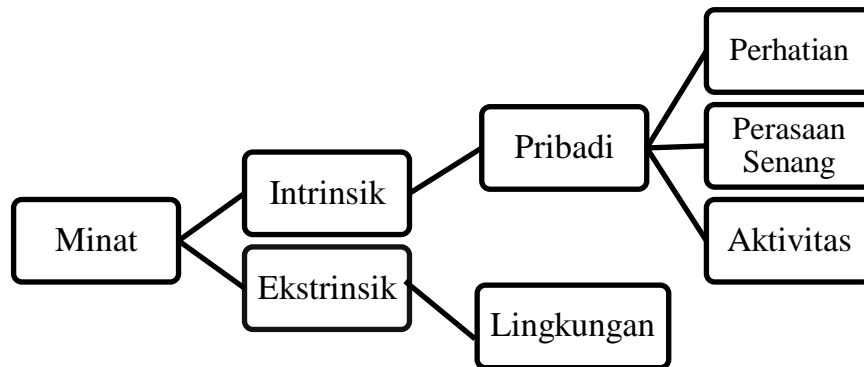 Minat
Intrinsik
Ekstrinsik
Pribadi
Lingkungan
Perhatian
Perasaan
Senang
Aktivitas